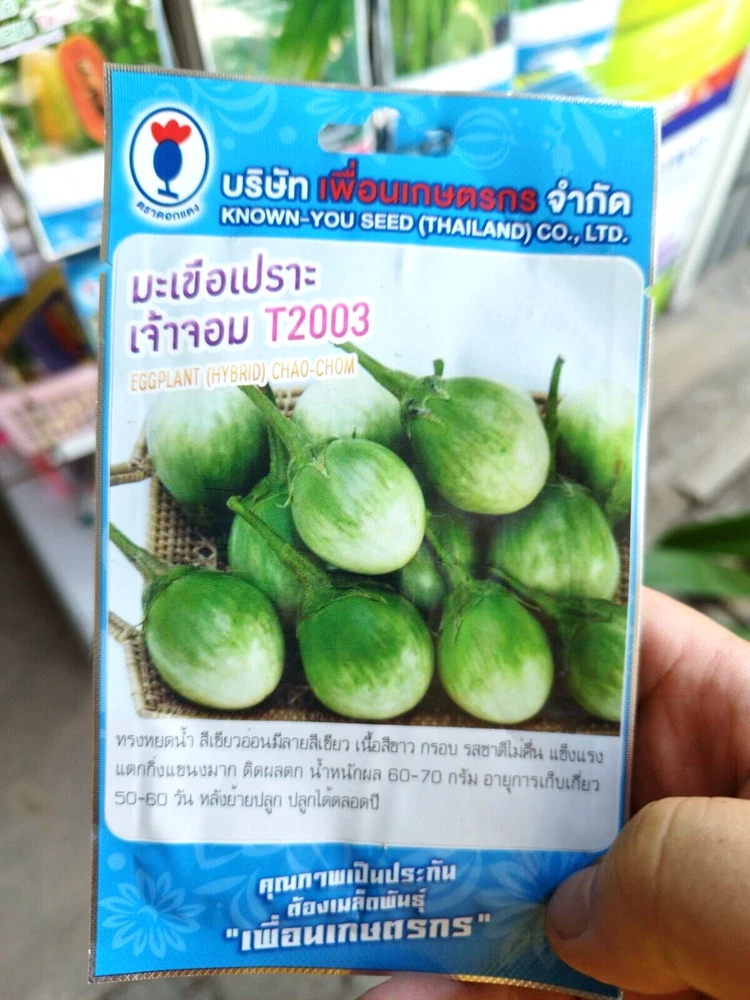 ตราดอกแดง
บริษัท เพื่อนเกษตรกร จำกัด
KNOWN-YOU SEED (THAILAND) CO., LTD.
มะเขือเปราะ
เจ้าจอม T2003
EGGPLANT (HYBRID) CHAO-CHOM
ทรงหยดน้ำ สีเขียวอ่อนมีลายสีเขียว เนื้อสีขาว กรอบ รสชาติไม่ขื่น แข็งแรง
แตกกิ่งแขนงมาก ติดผลดก น้ำหนักผล 60-70 กรัม อายุการเก็บเกี่ยว
50-60 วัน หลังย้ายปลูก ปลูกได้ตลอดปี
คุณภาพเป็นประกัน
ต้องเมล็ดพันธุ์
"เพื่อนเกษตรกร"